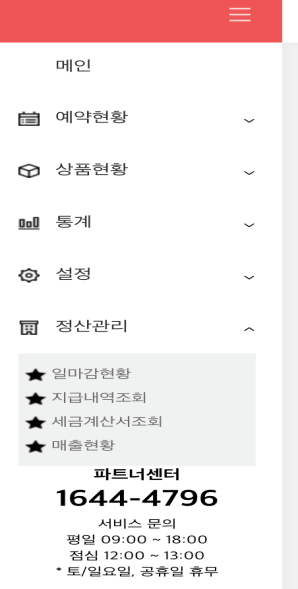 메인
예약현황
상품현황
통계
설정
정산관리
일마감현황
지급내역조회
세금계산서조회
매출현황
파트너센터
1644-4796
서비스 문의
평일 09:00 ~ 18:00
점심 12:00 ~ 13:00
* 토/일요일, 공휴일 휴무